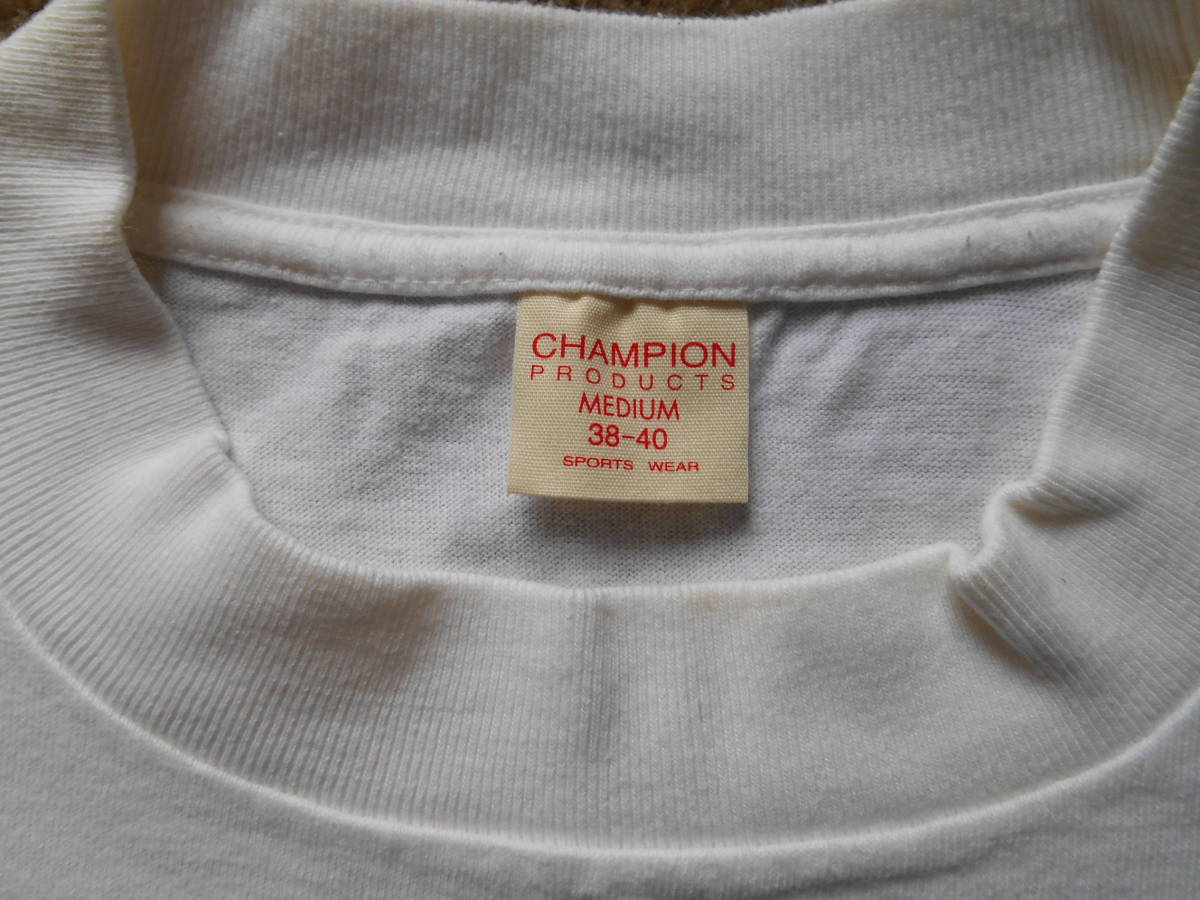 CHAMPION
PRODUCTS
MEDIUM
38-40
SPORTS WEAR